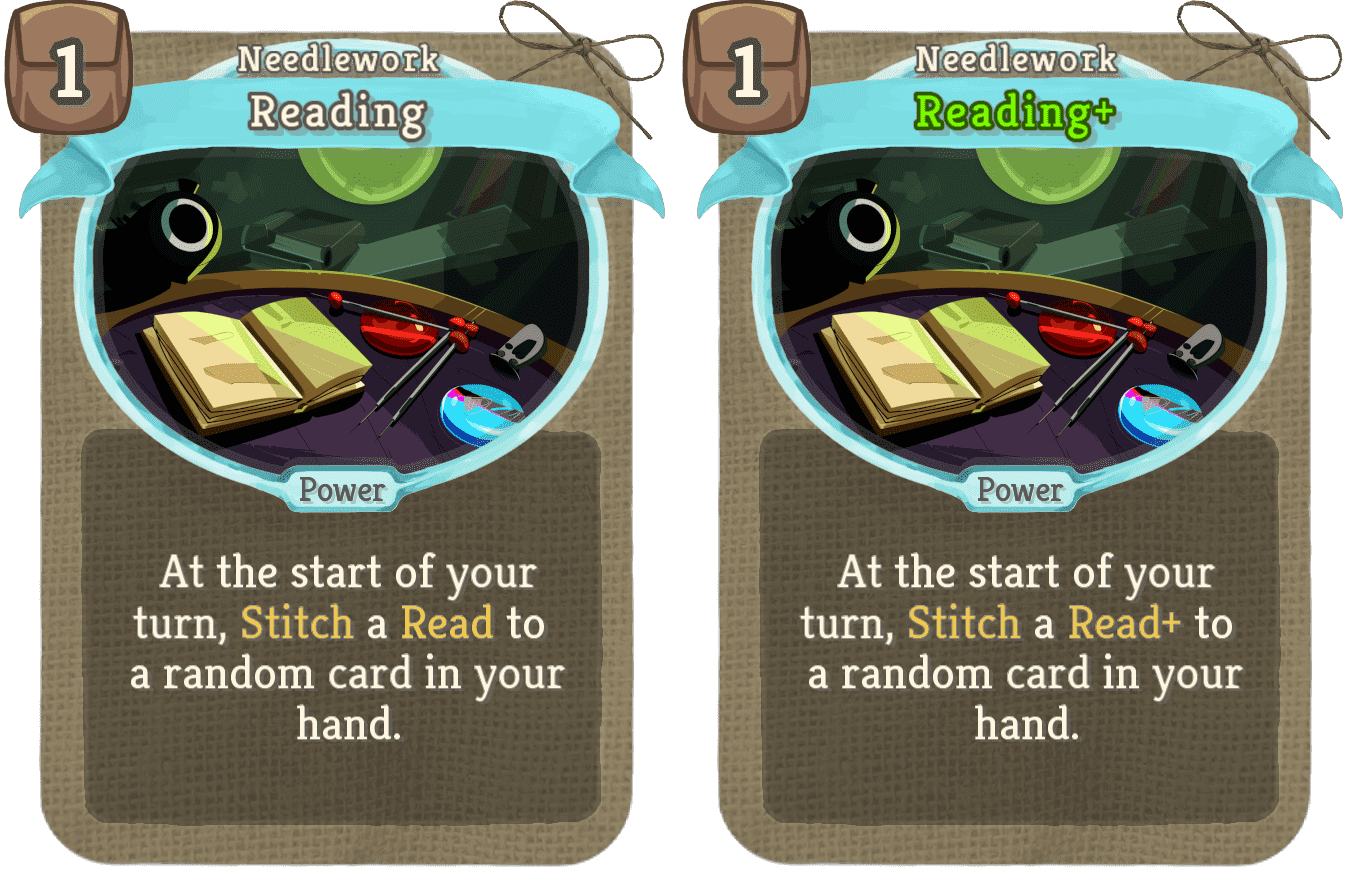 1
Needlework
Reading
Power
At the start of your
turn, Stitch a Read to
a random card in your
hand.
1
Needlework
Reading+
Power
At the start of your
turn, Stitch a Read+ to
a random card in your
hand.